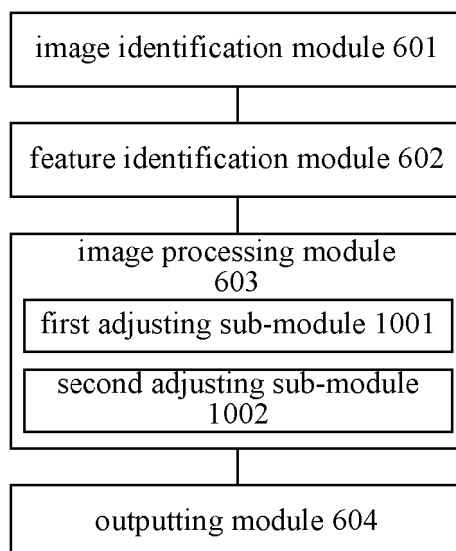 image identification module 601
feature identification module 602
image processing module
603
first adjusting sub-module 1001
second adjusting sub-module
1002
outputting module 604